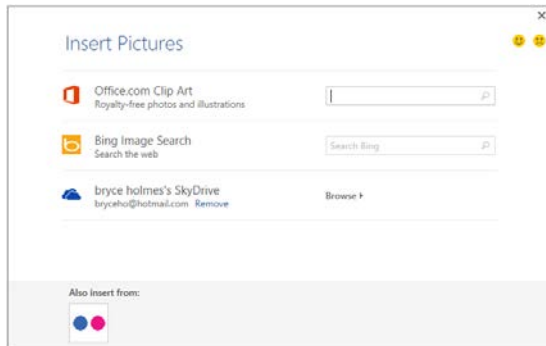 Insert Pictures
Office.com Clip Art
Royalty-free photos and illustrations
Bing Image Search
Search the web
Search Bing
bryce holmes's SkyDrive
bryceho@hotmail.com Remove
Browse
Also insert from: